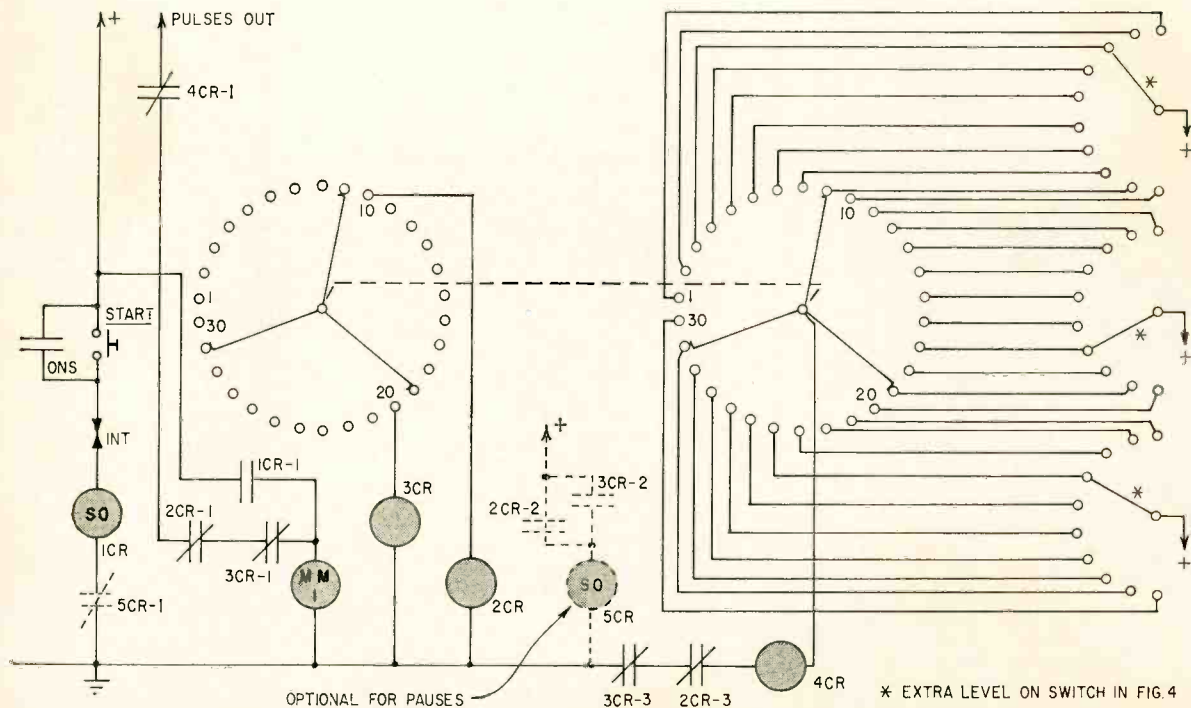 +
PULSES OUT
4CR-1
*
+
10
10
START
1
30
1
30
ONS
*
+
20
20
INT
+
1CR-1
3CR-2
3CR
2CR-2
*
SO
2CR-1
1CR
3CR-1
+
MM
1
2CR
SO
5CR
5CR-1
4CR
OPTIONAL FOR PAUSES
3CR-3
2CR-3
* EXTRA LEVEL ON SWITCH IN FIG. 4